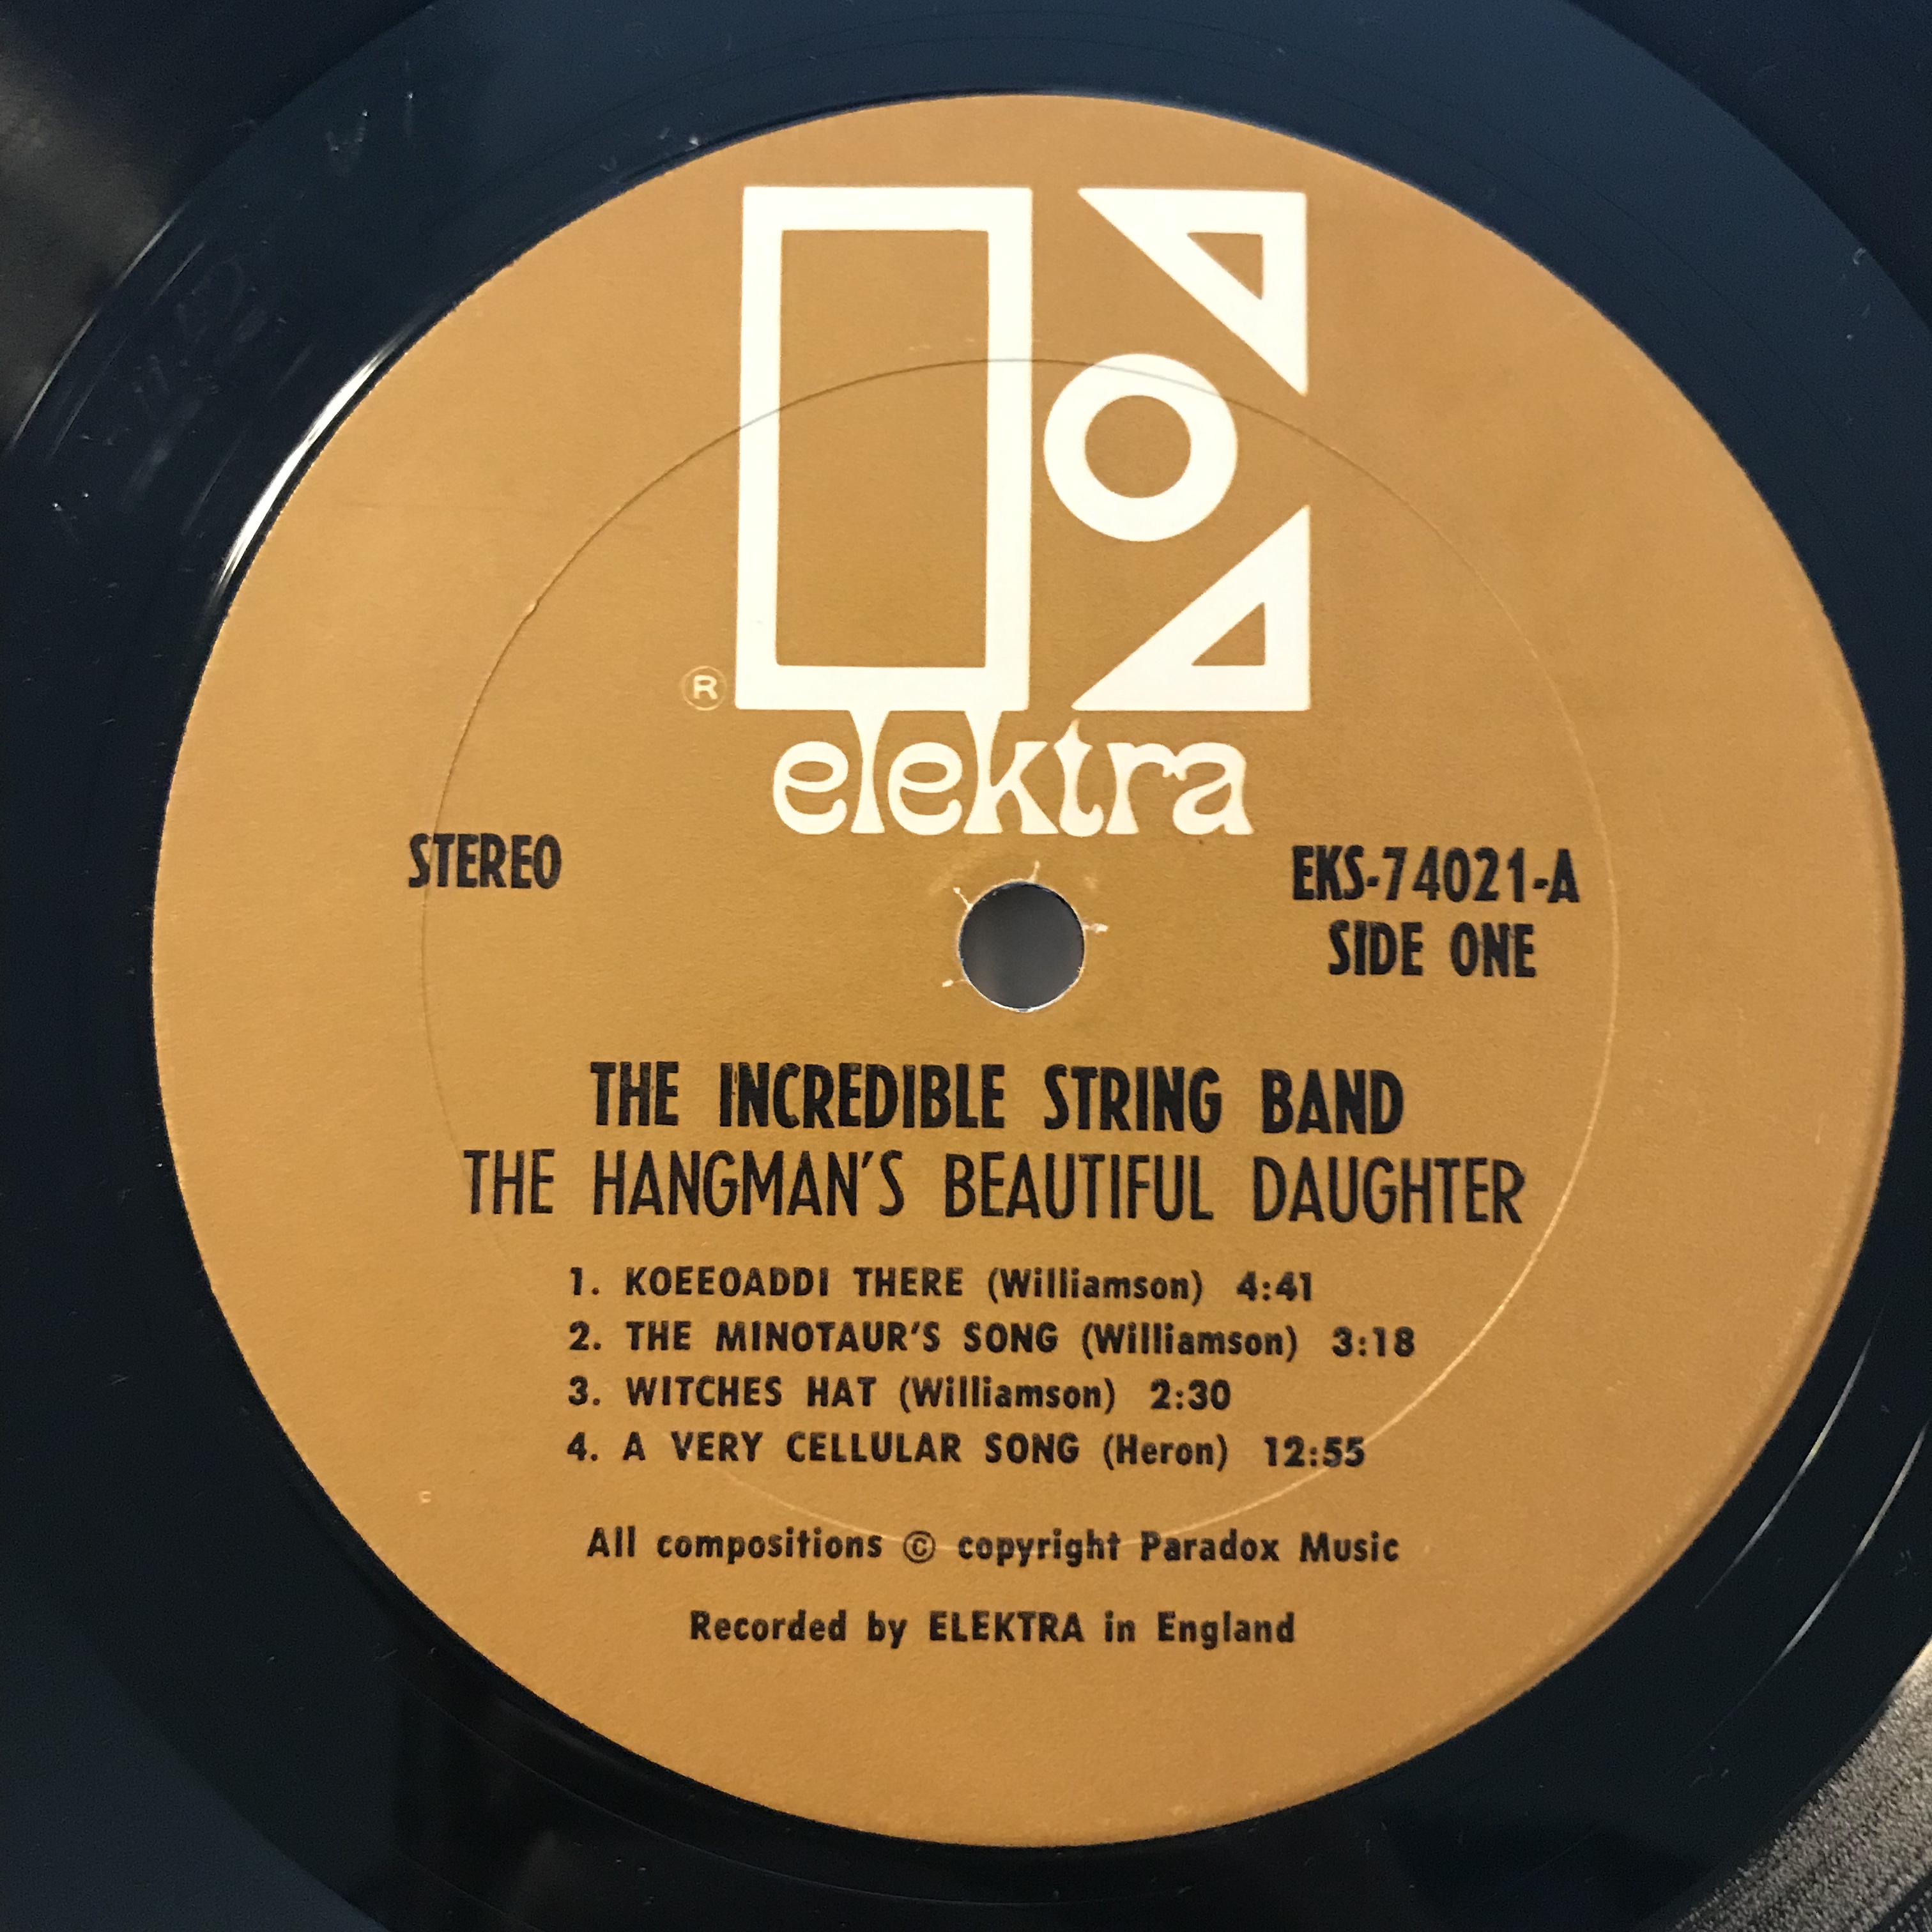 ®
elektra
STEREO
EKS-74021-A
SIDE ONE
THE INCREDIBLE STRING BAND
THE HANGMAN'S BEAUTIFUL DAUGHTER
1. KOEEOADDI THERE (Williamson) 4:41
2. THE MINOTAUR'S SONG (Williamson) 3:18
3. WITCHES HAT (Williamson) 2:30
4. A VERY CELLULAR SONG (Heron) 12:55
All compositions © copyright Paradox Music
Recorded by ELEKTRA in England